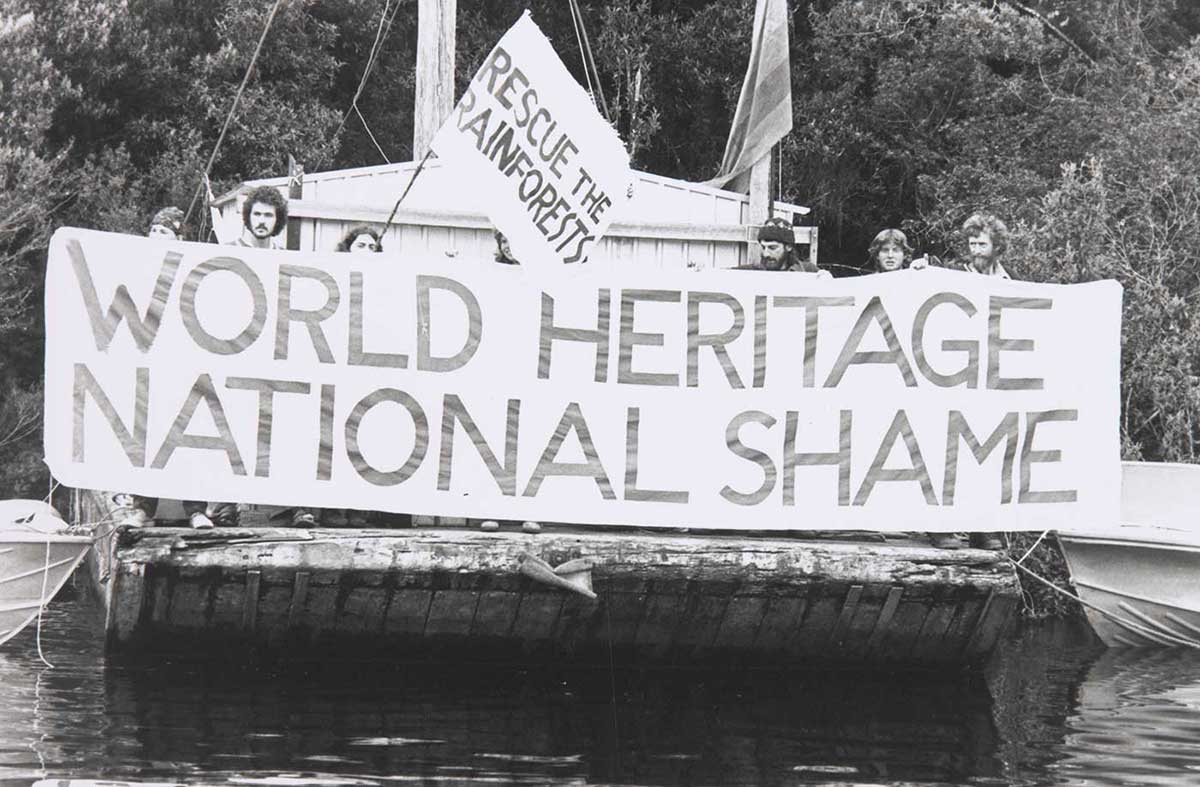 RESCUE THE
RAINFORESTS
WORLD HERITAGE
NATIONAL SHAME